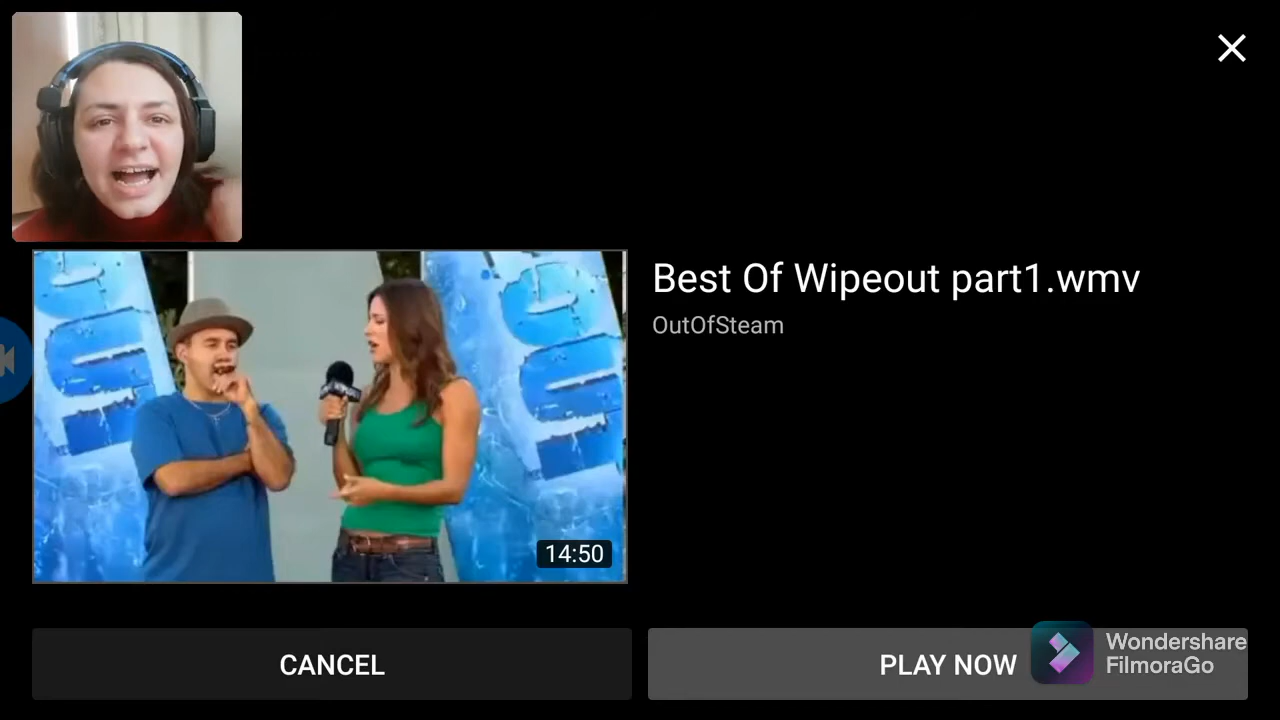 Best Of Wipeout part1.wmv
OutOfSteam
14:50
CANCEL
PLAY NOW
Wondershare
FilmoraGo